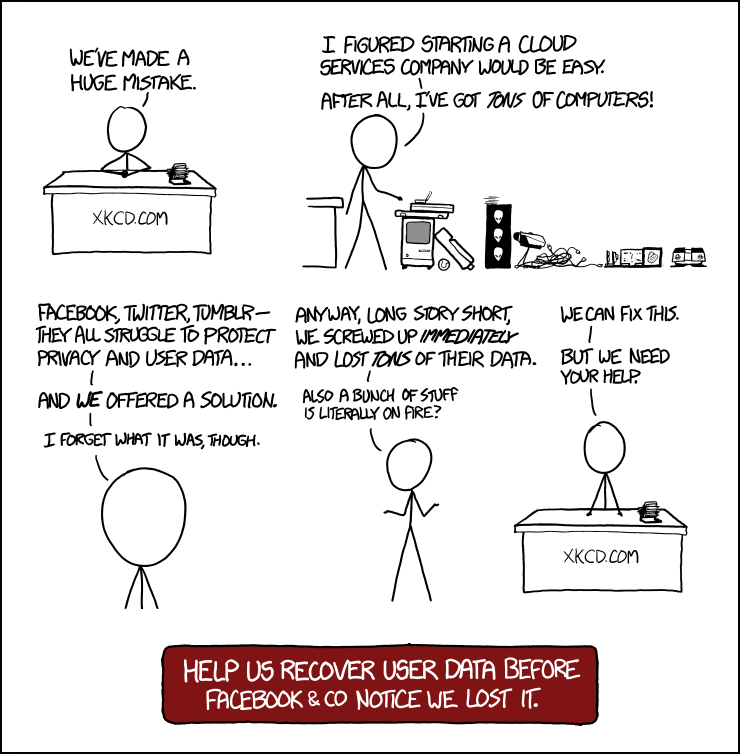 WE'VE MADE A
HUGE MISTAKE.
XKCD.COM
I FIGURED STARTING A CLOUD
SERVICES COMPANY WOULD BE EASY.
AFTER ALL, I'VE GOT TONS OF COMPUTERS!
FACEBOOK, TWITTER, TUMBLR—
THEY ALL STRUGGLE TO PROTECT
PRIVACY AND USER DATA...
AND WE OFFERED A SOLUTION.
I FORGET WHAT IT WAS, THOUGH.
ANYWAY, LONG STORY SHORT,
WE SCREWED UP IMMEDIATELY
AND LOST TONS OF THEIR DATA.
ALSO A BUNCH OF STUFF
IS LITERALLY ON FIRE?
WE CAN FIX THIS.
BUT WE NEED
YOUR HELP.
XKCD.COM
HELP US RECOVER USER DATA BEFORE
FACEBOOK & CO NOTICE WE LOST IT.